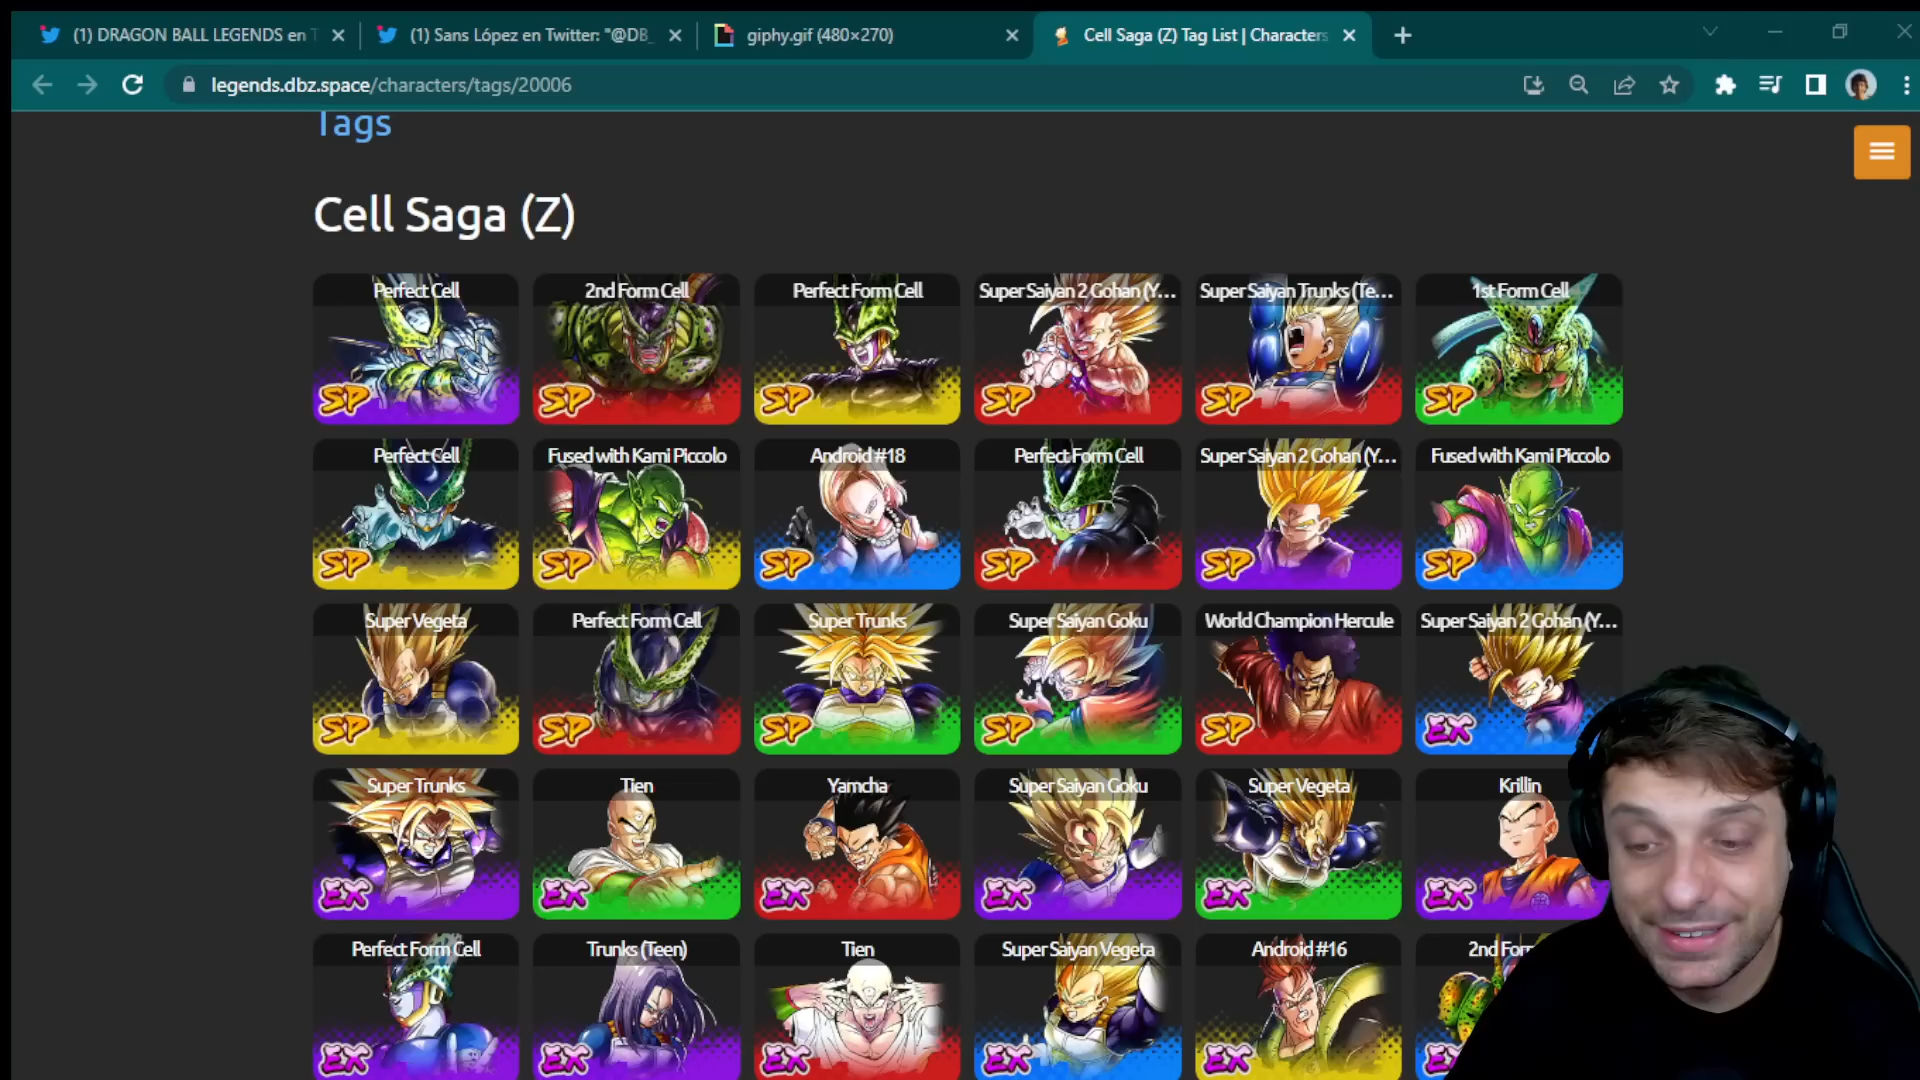 (1) DRAGON BALL LEGENDS en T
(1) Sans López en Twitter: "@DB_
giphy.gif (480×270)
Cell Saga (Z) Tag List | Characters
legends.dbz.space/characters/tags/20006
Tags
Cell Saga (Z)
Perfect Cell
2nd Form Cell
Perfect Form Cell
Super Saiyan 2 Gohan (Y...
Super Saiyan Trunks (Te...
1st Form Cell
SP
SP
SP
SP
SP
SP
Perfect Cell
Fused with Kami Piccolo
Android #18
Perfect Form Cell
Super Saiyan 2 Gohan (Y...
Fused with Kami Piccolo
SP
SP
SP
SP
SP
SP
Super Vegeta
Perfect Form Cell
Super Trunks
Super Saiyan Goku
World Champion Hercule
Super Saiyan 2 Gohan (Y...
SP
SP
SP
SP
SP
EX
Super Trunks
Tien
Yamcha
Super Saiyan Goku
Super Vegeta
Krillin
EX
EX
EX
EX
EX
EX
Perfect Form Cell
Trunks (Teen)
Tien
Super Saiyan Vegeta
Android #16
2nd For
EX
EX
EX
EX
EX